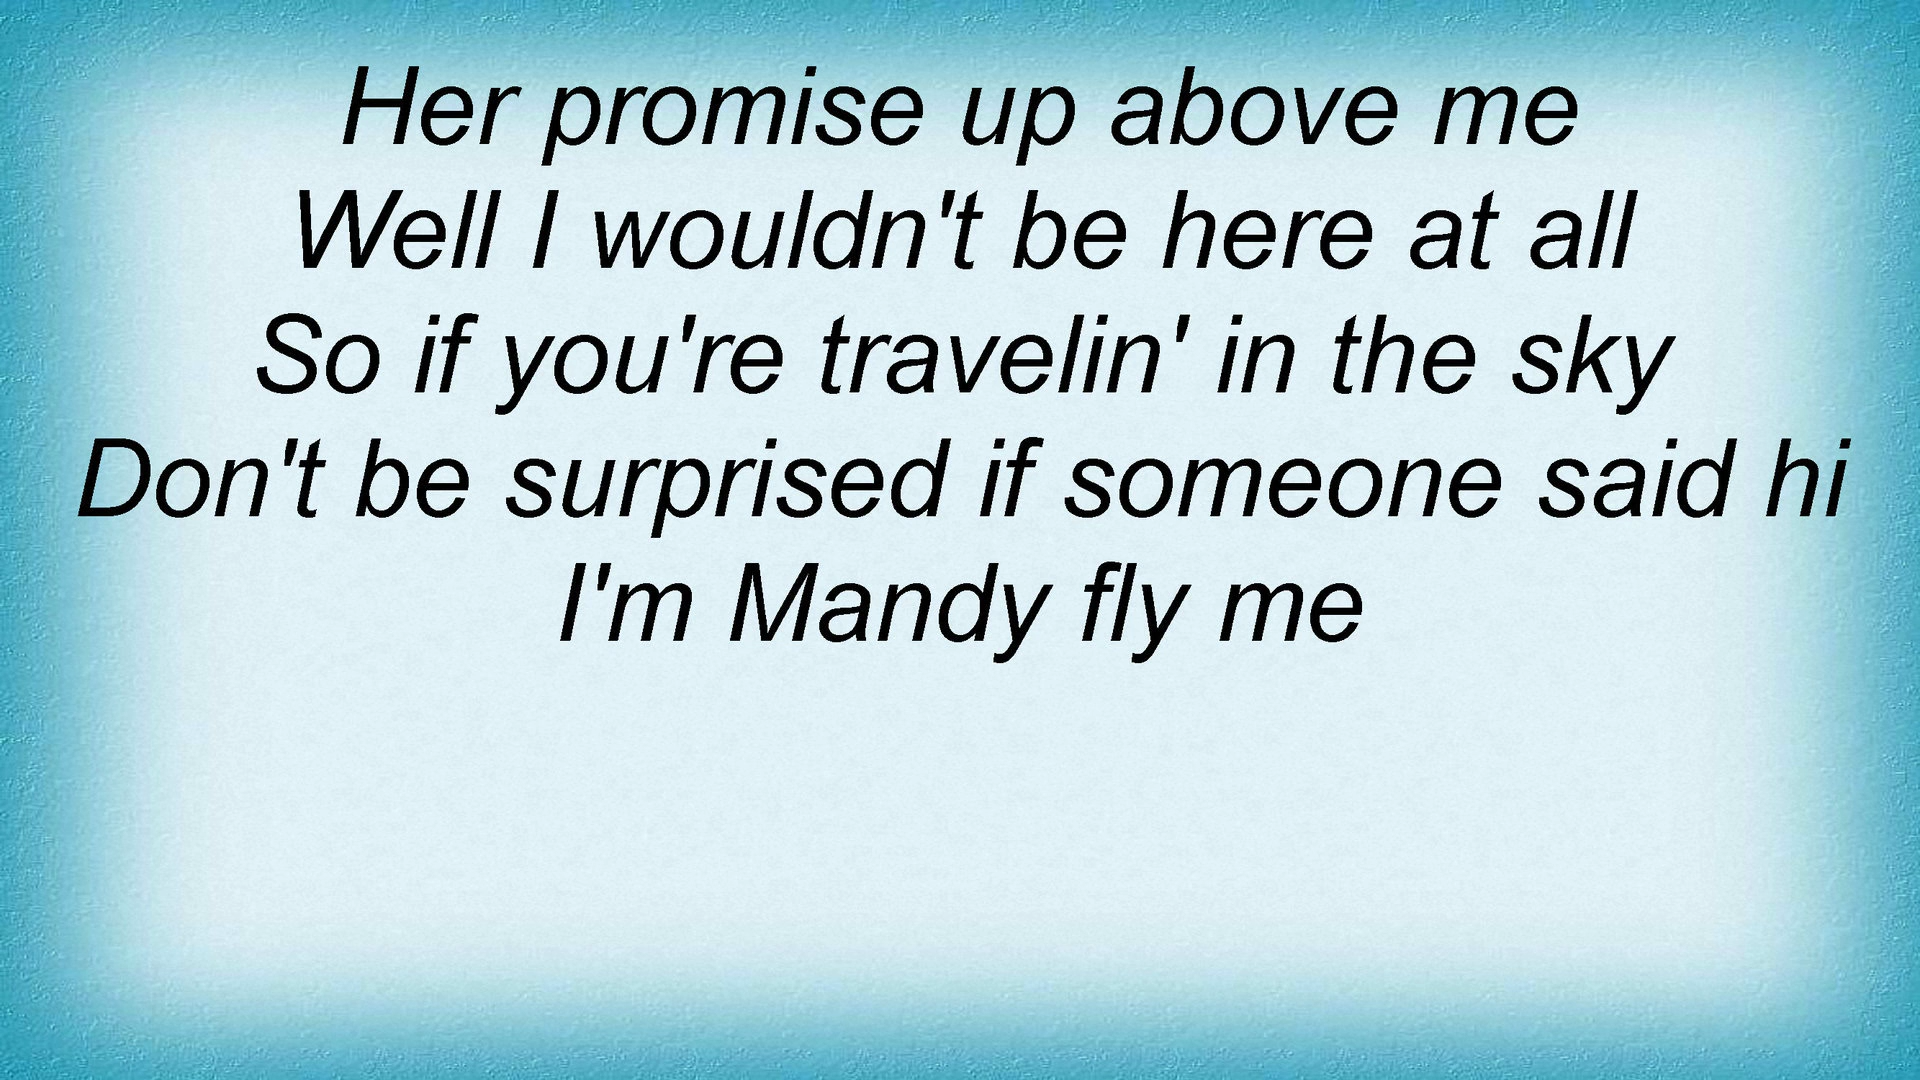 Her promise up above me
Well I wouldn't be here at all
So if you're travelin' in the sky
Don't be surprised if someone said hi
I'm Mandy fly me